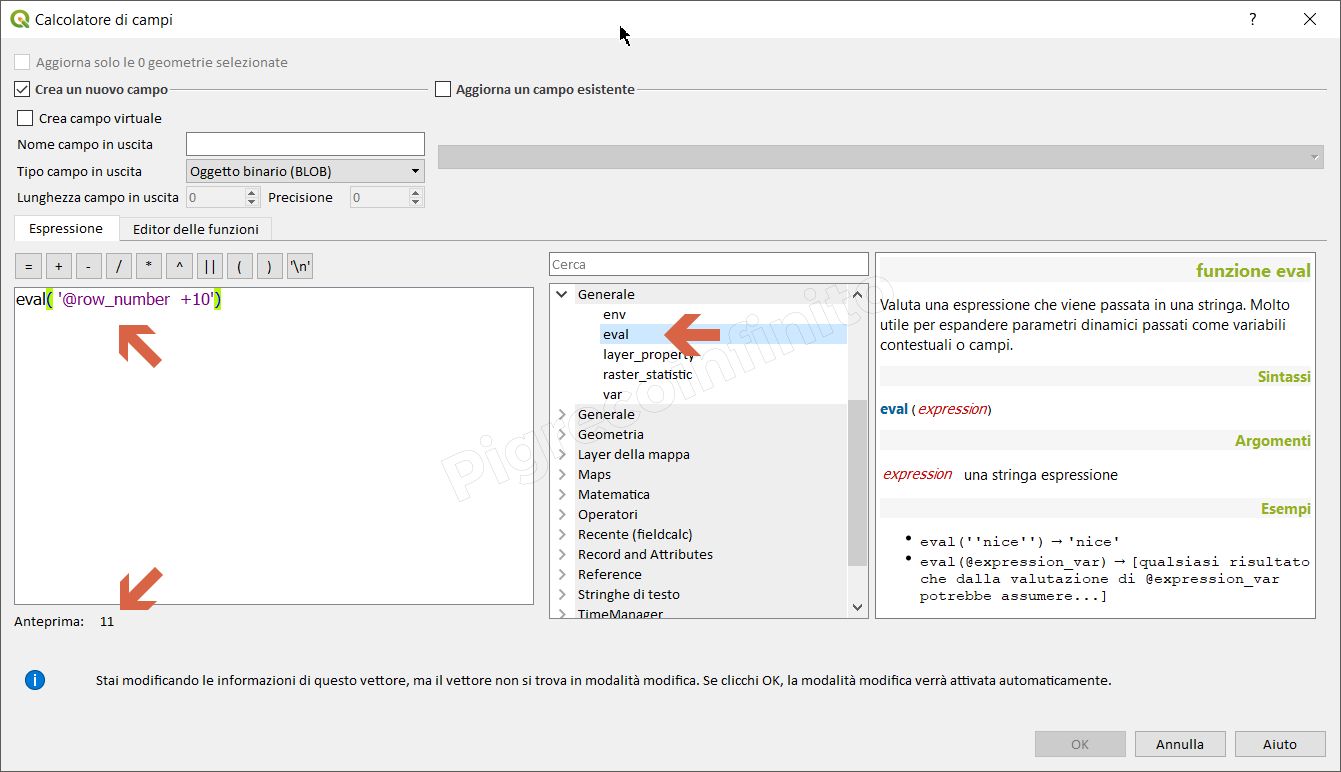 Calcolatore di campi
?
Aggiorna solo le 0 geometrie selezionate
Crea un nuovo campo
Aggiorna un campo esistente
Crea campo virtuale
Nome campo in uscita
Tipo campo in uscita
Oggetto binario (BLOB)
Lunghezza campo in uscita
0
Precisione
0
Espressione
Editor delle funzioni
= + - / * ^ || ( ) '\n'
eval( '@row_number +10')
Anteprima: 11
Cerca
Generale
env
eval
layer_property
raster_statistic
var
Generale
Geometria
Layer della mappa
Maps
Matematica
Operatori
Recente (fieldcalc)
Record and Attributes
Reference
Stringhe di testo
TimeManager
funzione eval
Valuta una espressione che viene passata in una stringa. Molto
utile per espandere parametri dinamici passati come variabili
contestuali o campi.
Sintassi
eval(expression)
Argomenti
expression una stringa espressione
Esempi
• eval(''nice'') → 'nice'
• eval(@expression_var) → [qualsiasi risultato
che dalla valutazione di @expression_var
potrebbe assumere...]
Pigrecoinfinito
Stai modificando le informazioni di questo vettore, ma il vettore non si trova in modalità modifica. Se clicchi OK, la modalità modifica verrà attivata automaticamente.
OK
Annulla
Aiuto